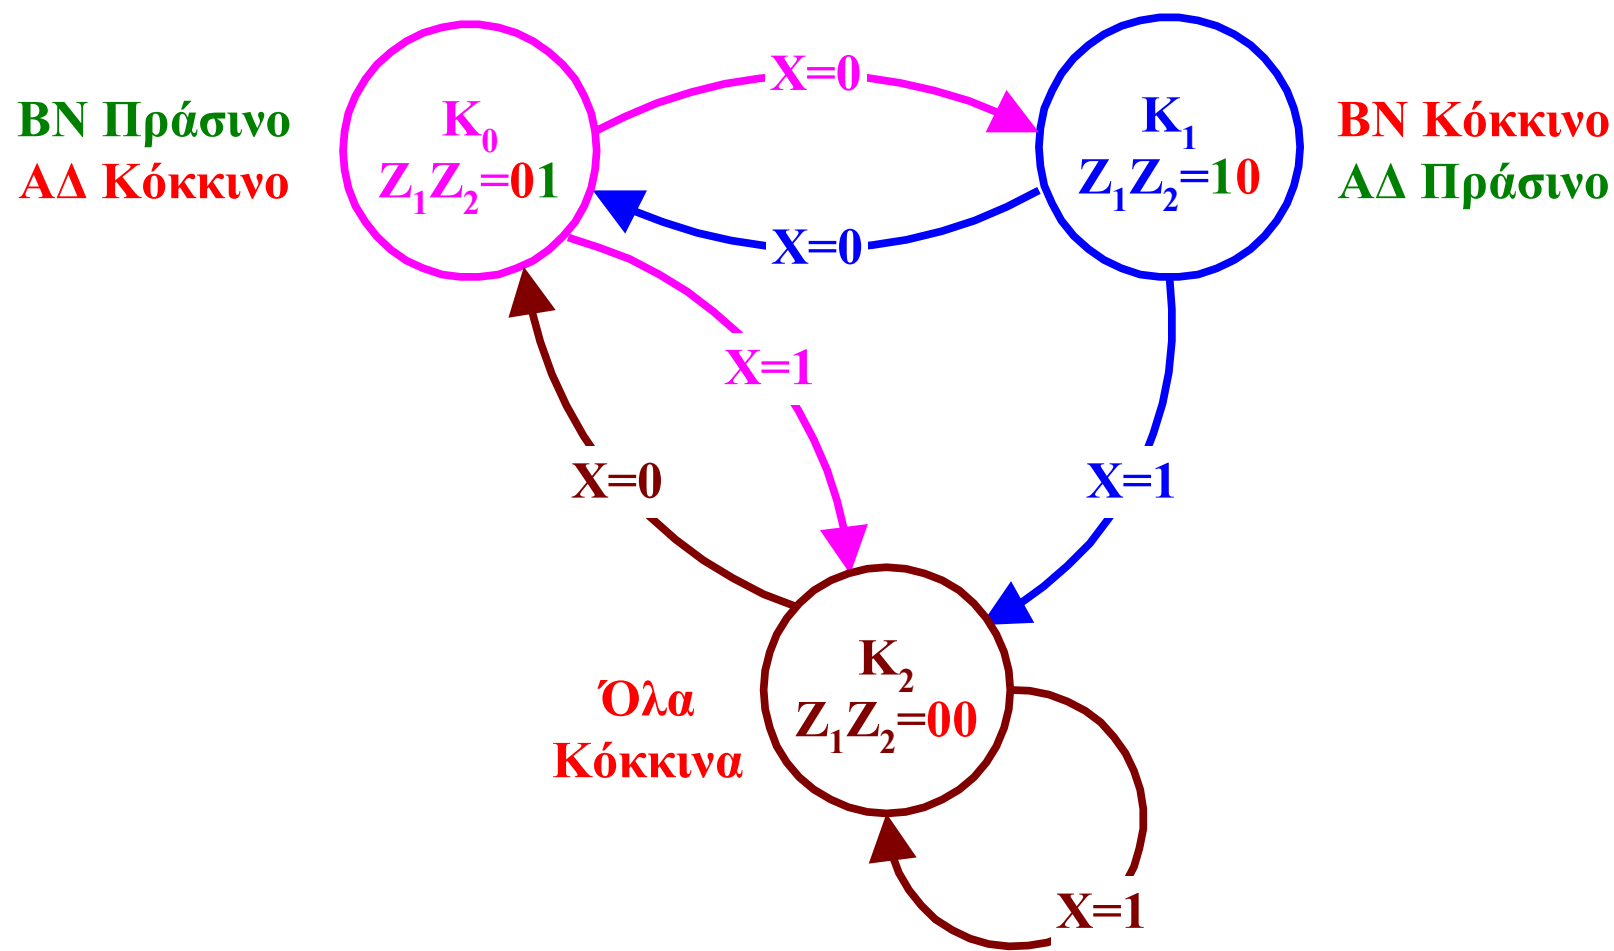 X=0
ΒΝ Πράσινο
ΑΔ Κόκκινο
K0
Z1Z2=01
K1
Z1Z2=10
ΒΝ Κόκκινο
ΑΔ Πράσινο
X=0
X=1
X=0
X=1
K2
Z1Z2=00
Όλα
Κόκκινα
X=1